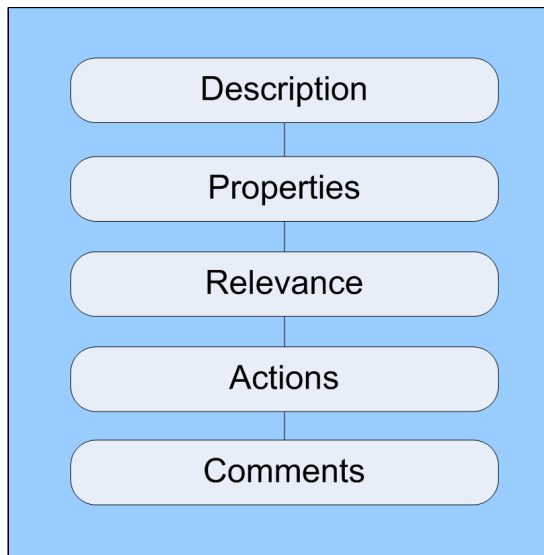 Description
Properties
Relevance
Actions
Comments